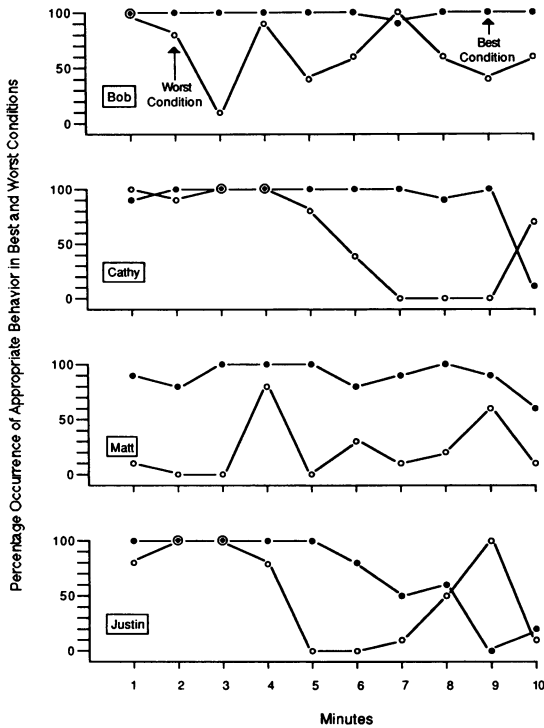 Percentage Occurrence of Appropriate Behavior in Best and Worst Conditions
100
50
0
Bob
Worst
Condition
Best
Condition
100
50
0
Cathy
100
50
0
Matt
100
50
0
Justin
1 2 3 4 5 6 7 8 9 10
Minutes